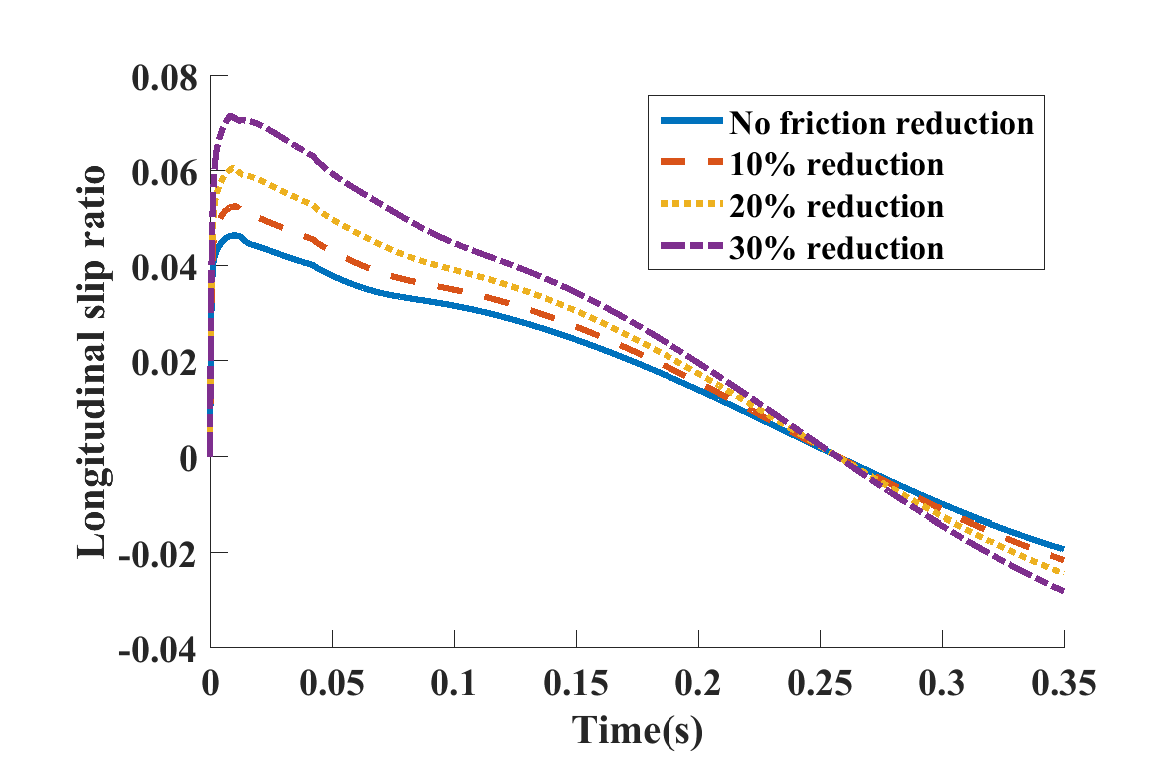 0.08
0.06
0.04
0.02
0
-0.02
-0.04
Longitudinal slip ratio
No friction reduction
10% reduction
20% reduction
30% reduction
0 0.05 0.1 0.15 0.2 0.25 0.3 0.35
Time(s)